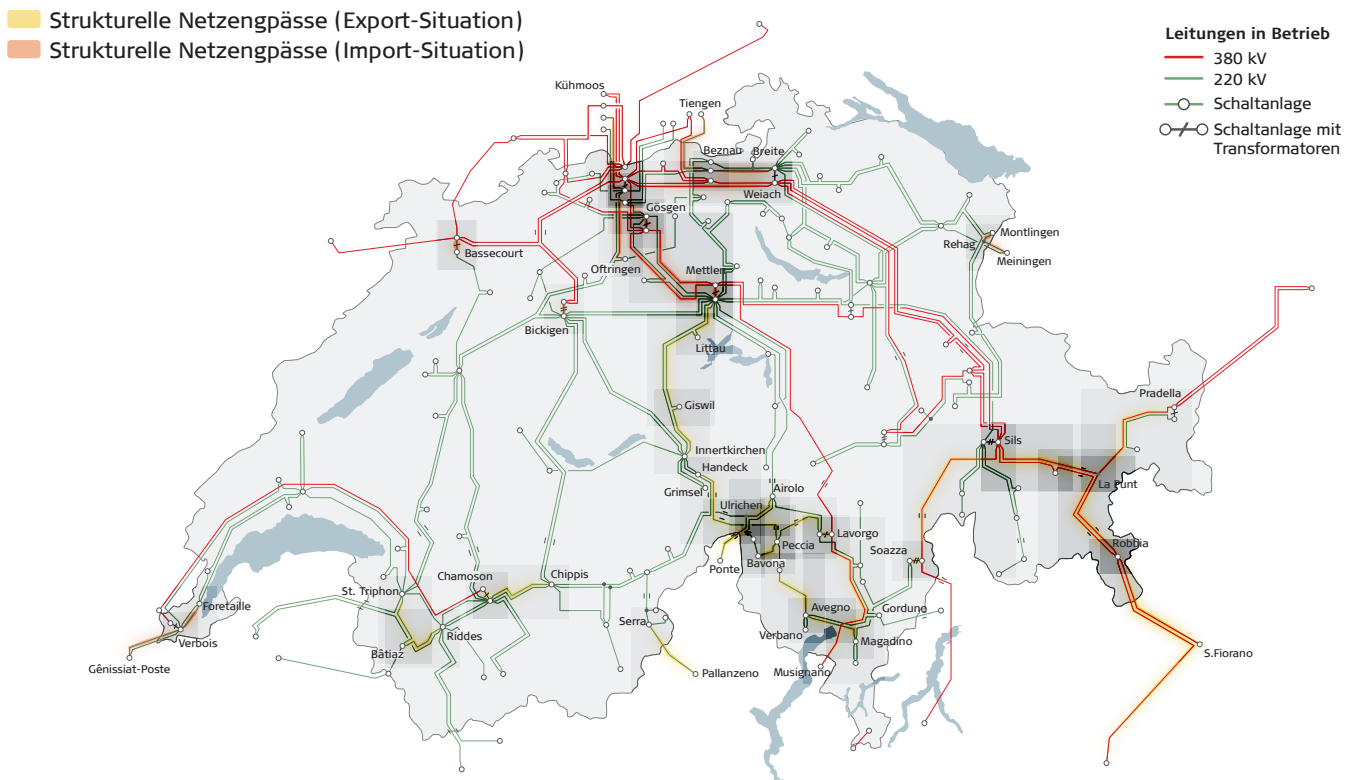 Strukturelle Netzengpässe (Export-Situation)
Strukturelle Netzengpässe (Import-Situation)
Leitungen in Betrieb
380 kV
220 kV
Schaltanlage
Schaltanlage mit
Transformatoren
Kühmoos
Tiengen
Beznau
Breite
Weiach
Gösgen
Bassecourt
Oftringen
Mettlen
Rehag
Montlingen
Meiningen
Bickigen
Littau
Giswil
Pradella
Innertkirchen
Handeck
Sils
La Punt
Grimsel
Ulrichen
Airolo
Lavorgo
Peccia
Soazza
Robbia
Ponte
Bavona
Chamoson
Chippis
St. Triphon
Foretaille
Verbois
Gênissiat-Poste
Riddes
Bâtiaz
Serra
Pallanzeno
Avegno
Gorduno
Verbano
Magadino
Musignano
S.Fiorano